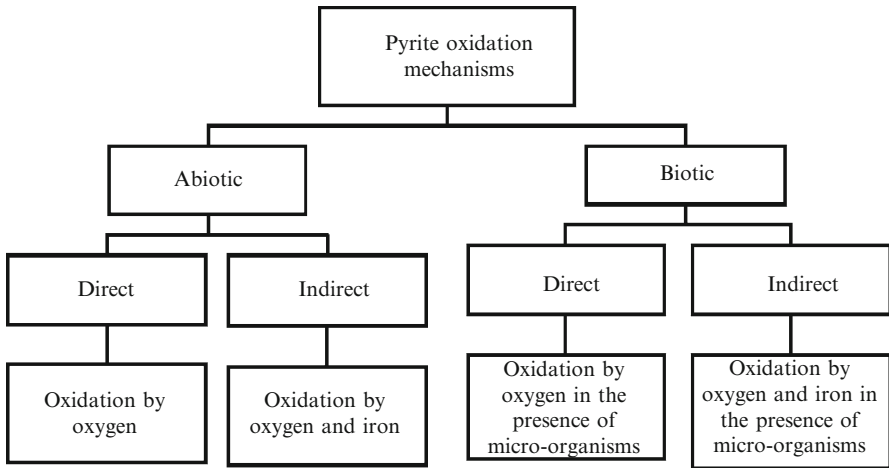 Pyrite oxidation
mechanisms
Abiotic
Biotic
Direct
Indirect
Direct
Indirect
Oxidation by
oxygen
Oxidation by
oxygen and iron
Oxidation by
oxygen in the
presence of
micro-organisms
Oxidation by
oxygen and iron in
the presence of
micro-organisms